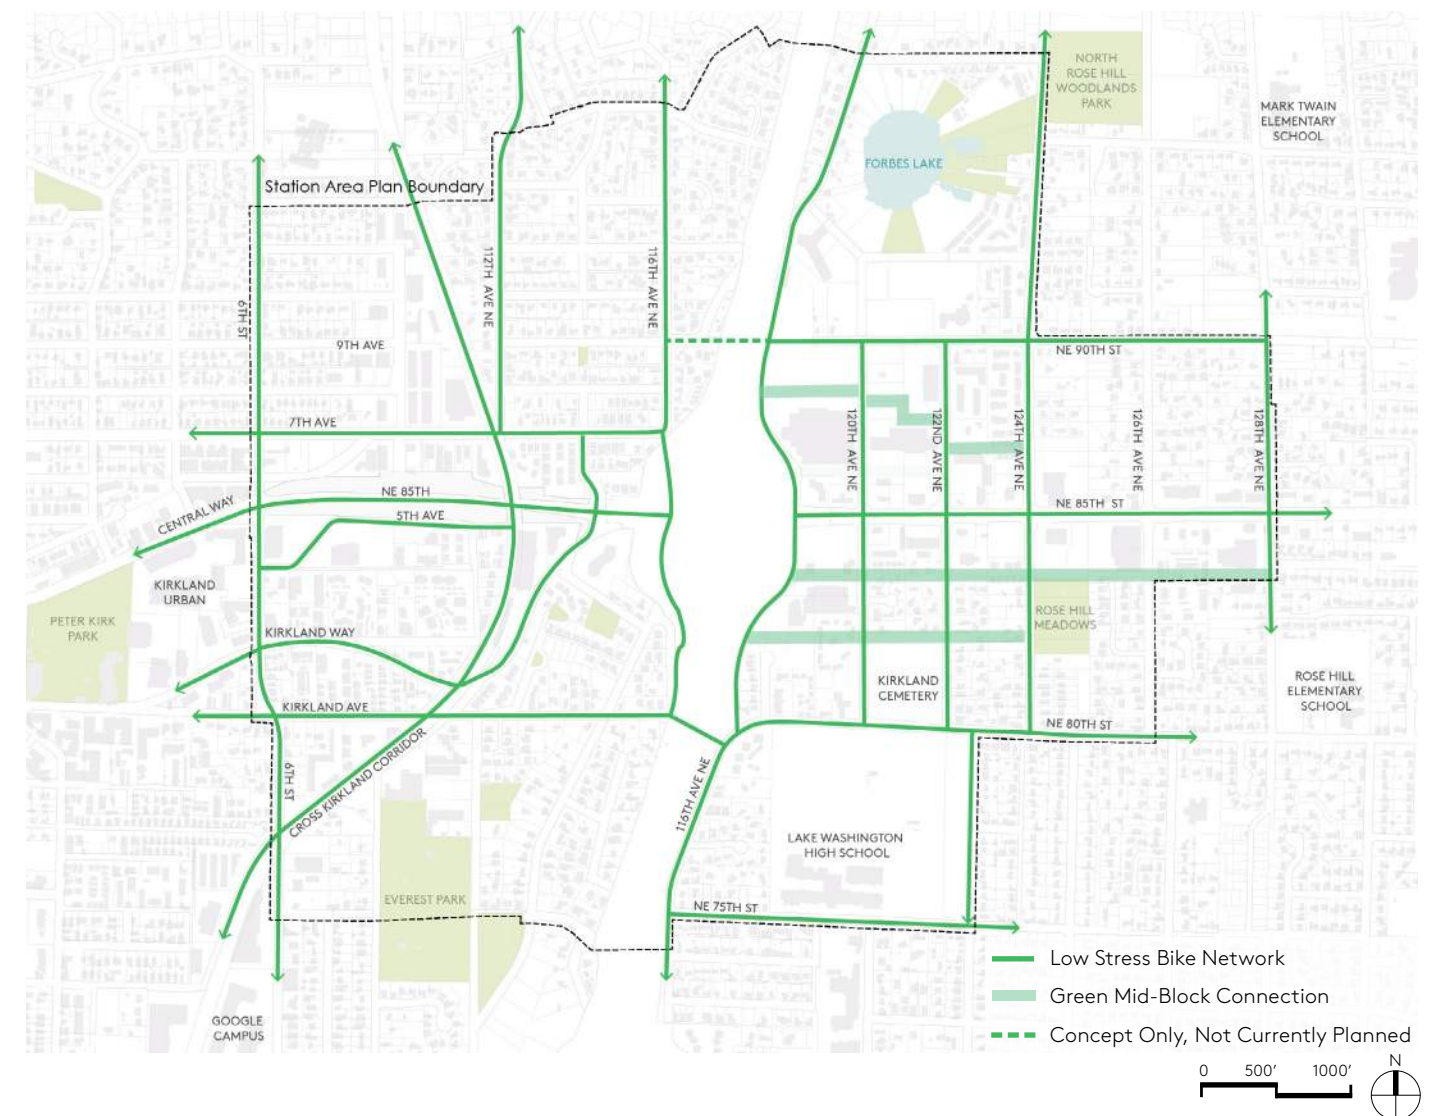 NORTH
ROSE HILL
WOODLANDS
PARK
MARK TWAIN
ELEMENTARY
SCHOOL
FORBES LAKE
Station Area Plan Boundary
112TH AVE NE
116TH AVE NE
6TH ST
9TH AVE
NE 90TH ST
7TH AVE
120TH AVE NE
122ND AVE NE
124TH AVE NE
126TH AVE NE
128TH AVE NE
NE 85TH
CENTRAL WAY
5TH AVE
NE 85TH ST
KIRKLAND
URBAN
PETER KIRK
PARK
ROSE HILL
MEADOWS
KIRKLAND WAY
KIRKLAND
CEMETERY
ROSE HILL
ELEMENTARY
SCHOOL
KIRKLAND AVE
NE 80TH ST
6TH ST
CROSS KIRKLAND CORRIDOR
116TH AVE NE
LAKE WASHINGTON
HIGH SCHOOL
EVEREST PARK
NE 75TH ST
GOOGLE
CAMPUS
Low Stress Bike Network
Green Mid-Block Connection
Concept Only, Not Currently Planned
0 500' 1000'
N